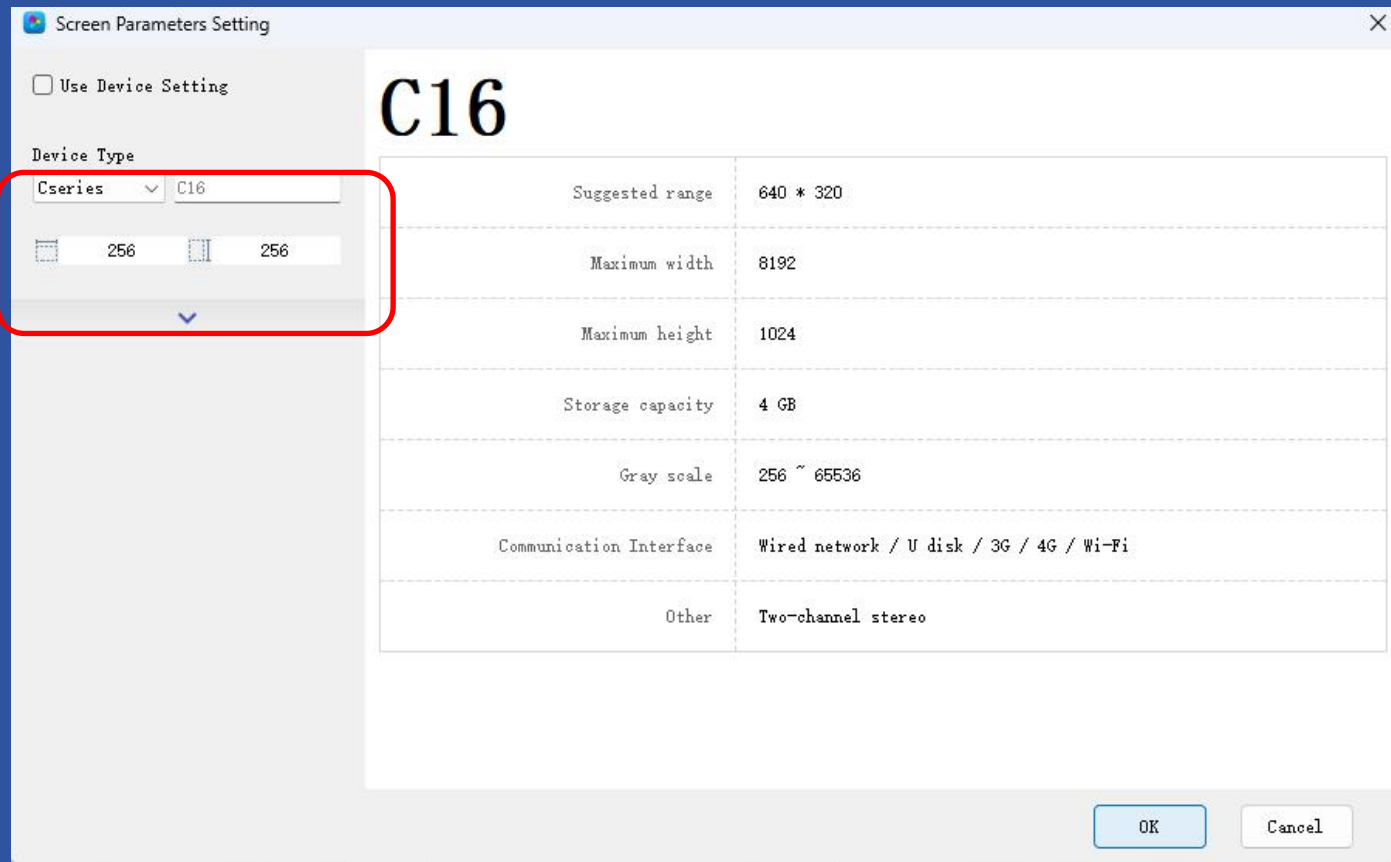 Screen Parameters Setting
Use Device Setting
Device Type
Cseries C16
256 256
C16
Suggested range 640 * 320
Maximum width 8192
Maximum height 1024
Storage capacity 4 GB
Gray scale 256 ~ 65536
Communication Interface Wired network / U disk / 3G / 4G / Wi-Fi
Other Two-channel stereo
OK Cancel